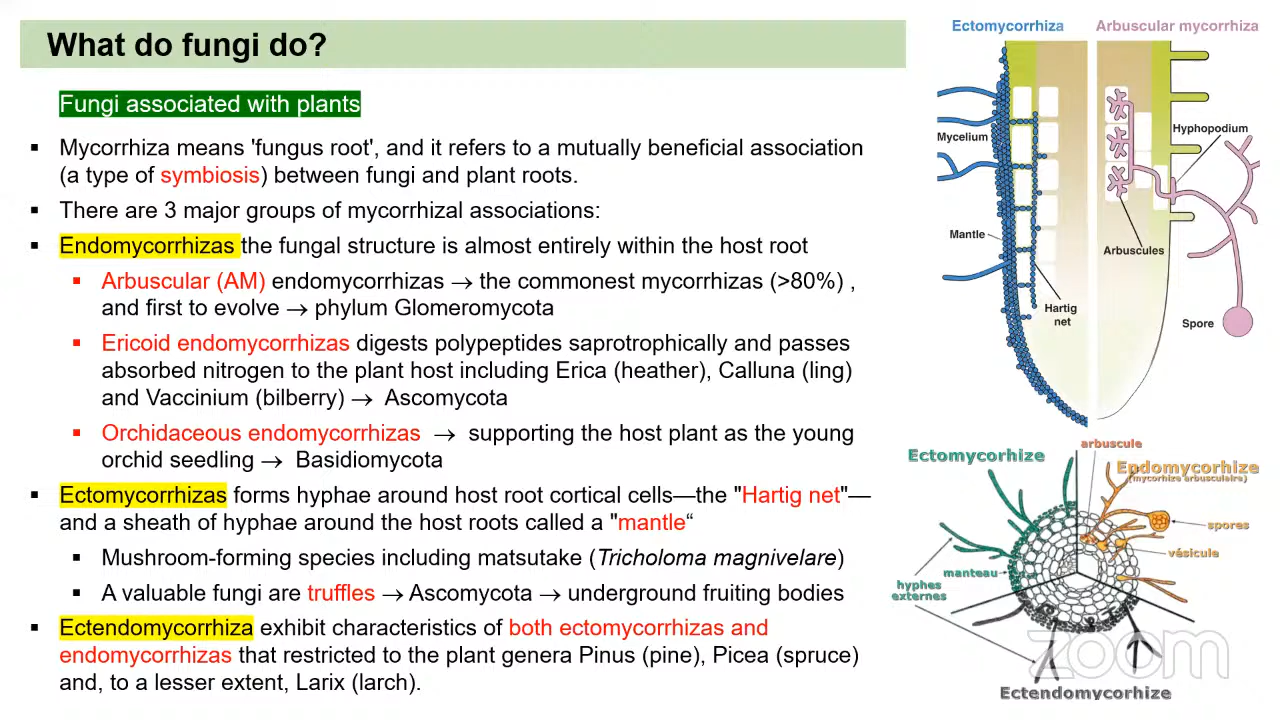 What do fungi do?
Fungi associated with plants
▪ Mycorrhiza means 'fungus root', and it refers to a mutually beneficial association
(a type of symbiosis) between fungi and plant roots.
▪ There are 3 major groups of mycorrhizal associations:
▪ Endomycorrhizas the fungal structure is almost entirely within the host root
▪ Arbuscular (AM) endomycorrhizas → the commonest mycorrhizas (>80%) ,
and first to evolve → phylum Glomeromycota
▪ Ericoid endomycorrhizas digests polypeptides saprotrophically and passes
absorbed nitrogen to the plant host including Erica (heather), Calluna (ling)
and Vaccinium (bilberry) → Ascomycota
▪ Orchidaceous endomycorrhizas → supporting the host plant as the young
orchid seedling → Basidiomycota
▪ Ectomycorrhizas forms hyphae around host root cortical cells—the "Hartig net"—
and a sheath of hyphae around the host roots called a "mantle“
▪ Mushroom-forming species including matsutake (Tricholoma magnivelare)
▪ A valuable fungi are truffles → Ascomycota → underground fruiting bodies
▪ Ectendomycorrhiza exhibit characteristics of both ectomycorrhizas and
endomycorrhizas that restricted to the plant genera Pinus (pine), Picea (spruce)
and, to a lesser extent, Larix (larch).
Ectomycorrhiza
Arbuscular mycorrhiza
Mycelium
Hyphopodium
Mantle
Arbuscules
Hartig
net
Spore
arbuscule
Ectomycorhize
Endomycorhize
(mycorhize arbusculaire)
spores
vésicule
manteau
hyphes
externes
Ectendomycorhize
zoom